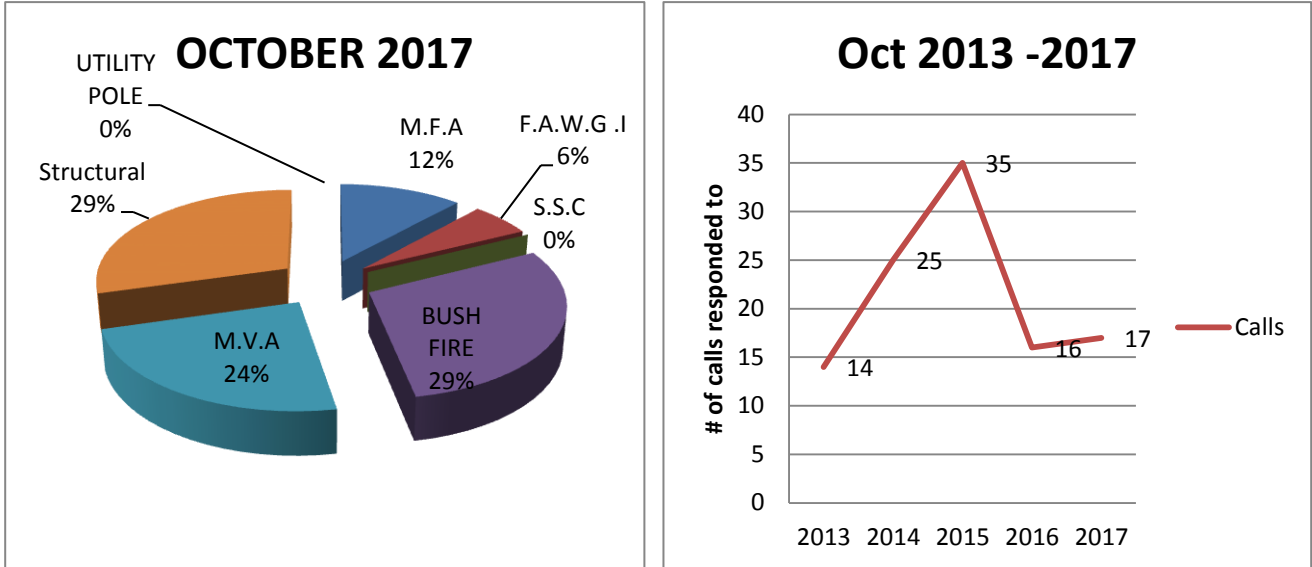 OCTOBER 2017
UTILITY
POLE
0%
M.F.A
12%
F.A.W.G .I
6%
S.S.C
0%
Structural
29%
BUSH
FIRE
29%
M.V.A
24%
Oct 2013 -2017
# of calls responded to
40
35
30
25
20
15
10
5
0
14
25
35
16
17
2013 2014 2015 2016 2017
Calls